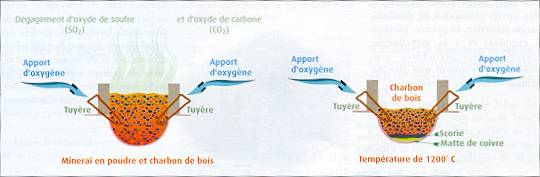 Dégagement d'oxyde de soufre
(SO2)
et d'oxyde de carbone
(CO2)
Apport
d'oxygène
Apport
d'oxygène
Tuyère
Tuyère
Minerai en poudre et charbon de bois
Apport
d'oxygène
Apport
d'oxygène
Charbon
de bois
Tuyère
Tuyère
Scorie
Matte de cuivre
Température de 1200° C